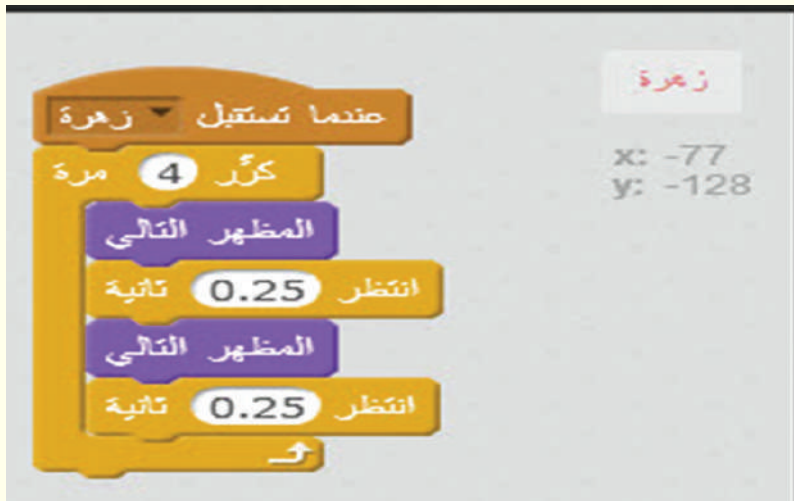 زهرة
عندما تستقبل زهرة
x: -77
y: -128
كرِّر 4 مرة
المظهر التالي
انتظر 0.25 ثانية
المظهر التالي
انتظر 0.25 ثانية